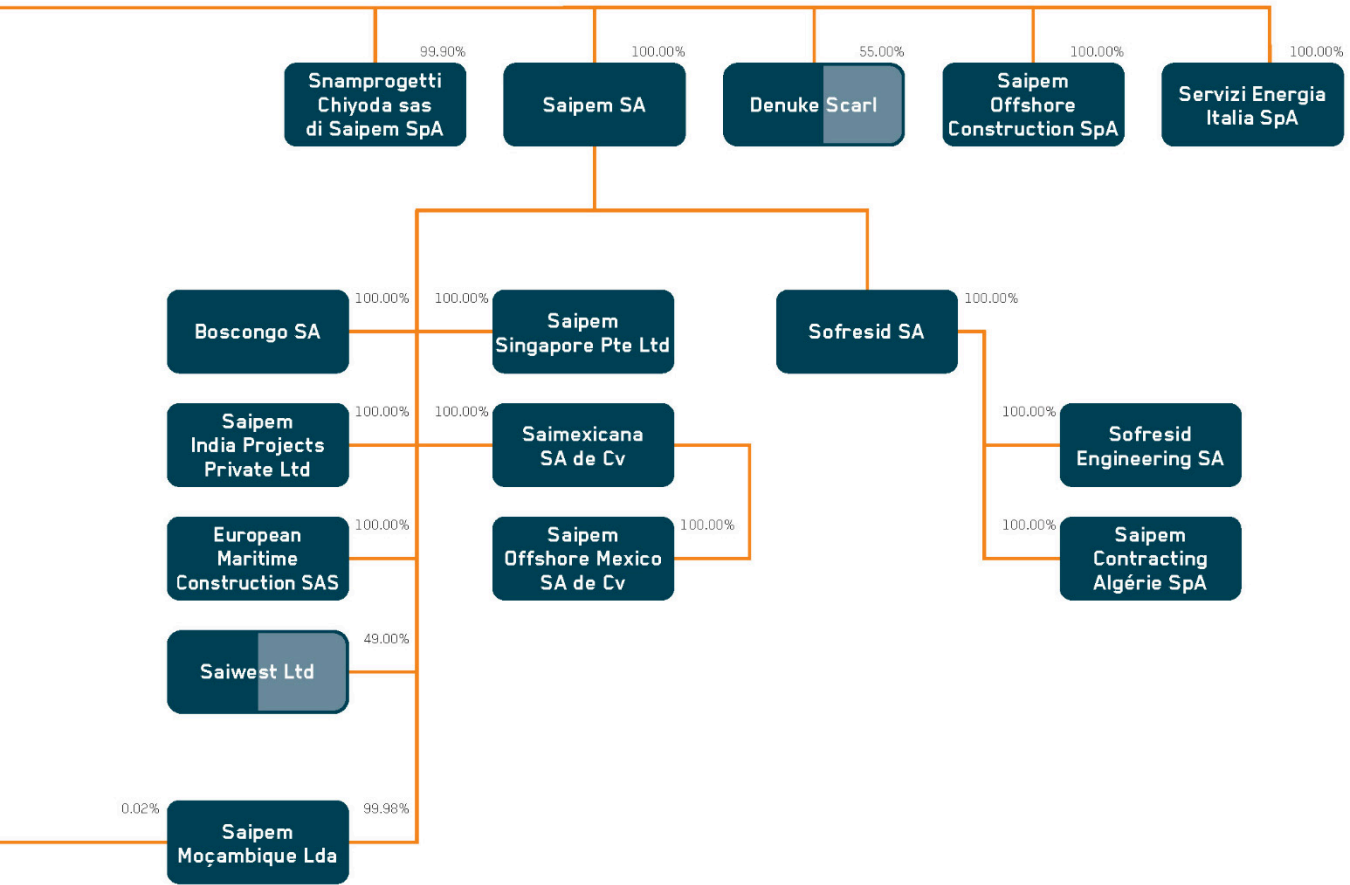 99.90%
Snamprogetti
Chiyoda sas
di Saipem SpA
100.00%
Saipem SA
55.00%
Denuke Scarl
100.00%
Saipem
Offshore
Construction SpA
100.00%
Servizi Energia
Italia SpA
100.00%
Boscongo SA
100.00%
Saipem
Singapore Pte Ltd
100.00%
Sofresid SA
100.00%
Saipem
India Projects
Private Ltd
100.00%
Saimexicana
SA de Cv
100.00%
Sofresid
Engineering SA
100.00%
European
Maritime
Construction SAS
100.00%
Saipem
Offshore Mexico
SA de Cv
100.00%
Saipem
Contracting
Algérie SpA
49.00%
Saiwest Ltd
0.02%
99.98%
Saipem
Moçambique Lda